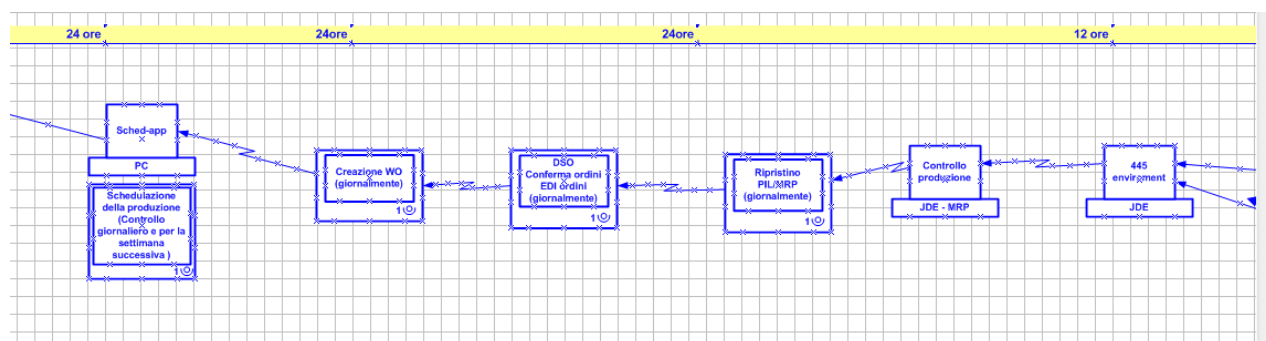 24 ore
24ore
24ore
12 ore
Sched-app
PC
Schedulazione
della produzione
(Controllo
giornaliero e per la
settimana
successiva )
1
Creazione WO
(giornalmente)
1
DSO
Conferma ordini
EDI ordini
(giornalmente)
1
Ripristino
PIL/MRP
(giornalmente)
1
Controllo
produzione
JDE - MRP
445
enviroment
JDE